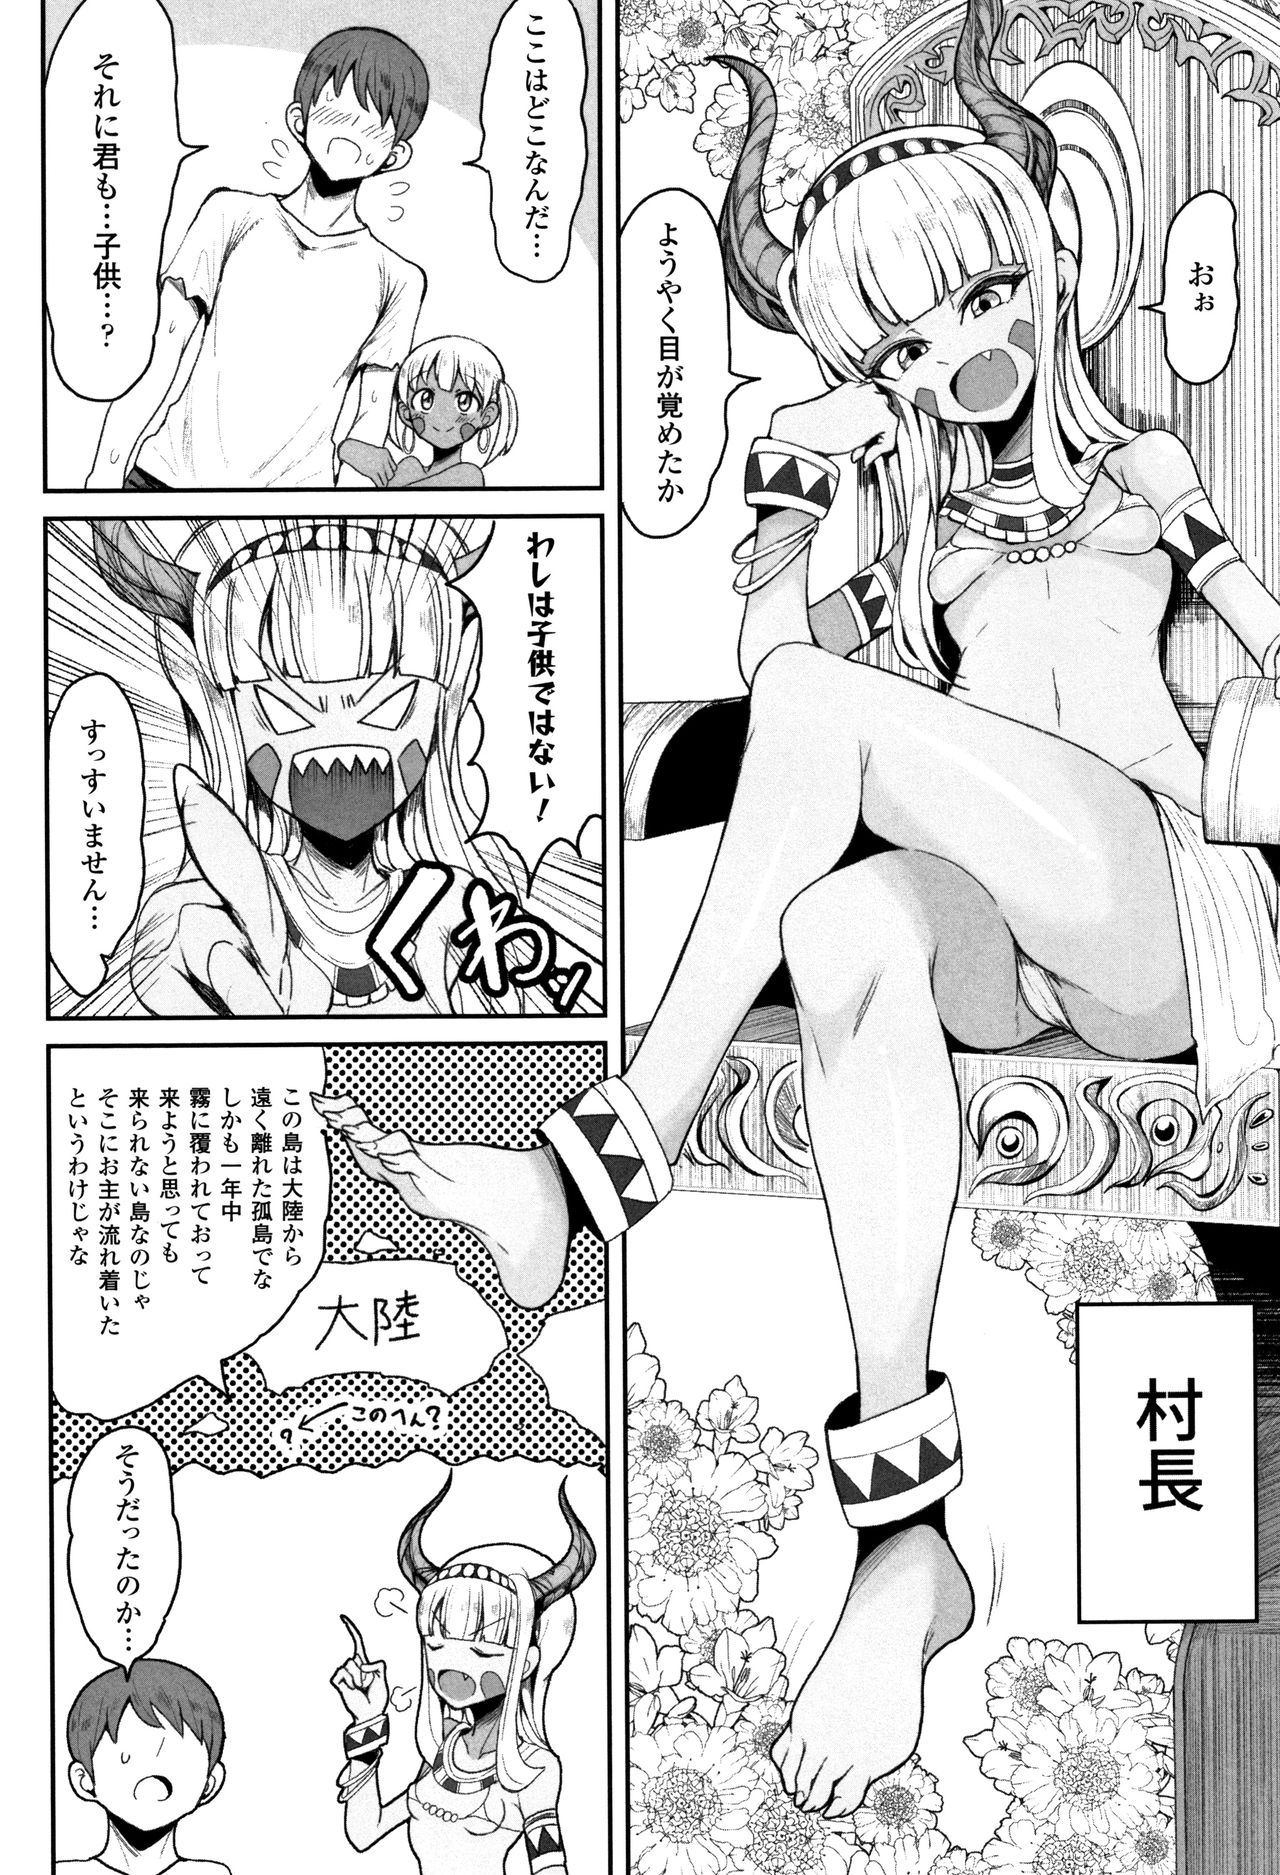 おぉ
ようやく目が覚めたか
村長
ここはどこなんだ…
それに君も…子供…?
わしは子供ではない!
くわッ
すっすいません…
この島は大陸から
遠く離れた孤島でな
しかも一年中
霧に覆われておって
来ようと思っても
来られない島なのじゃ
そこにお主が流れ着いた
というわけじゃな
大陸
このへん?
?
そうだったのか…